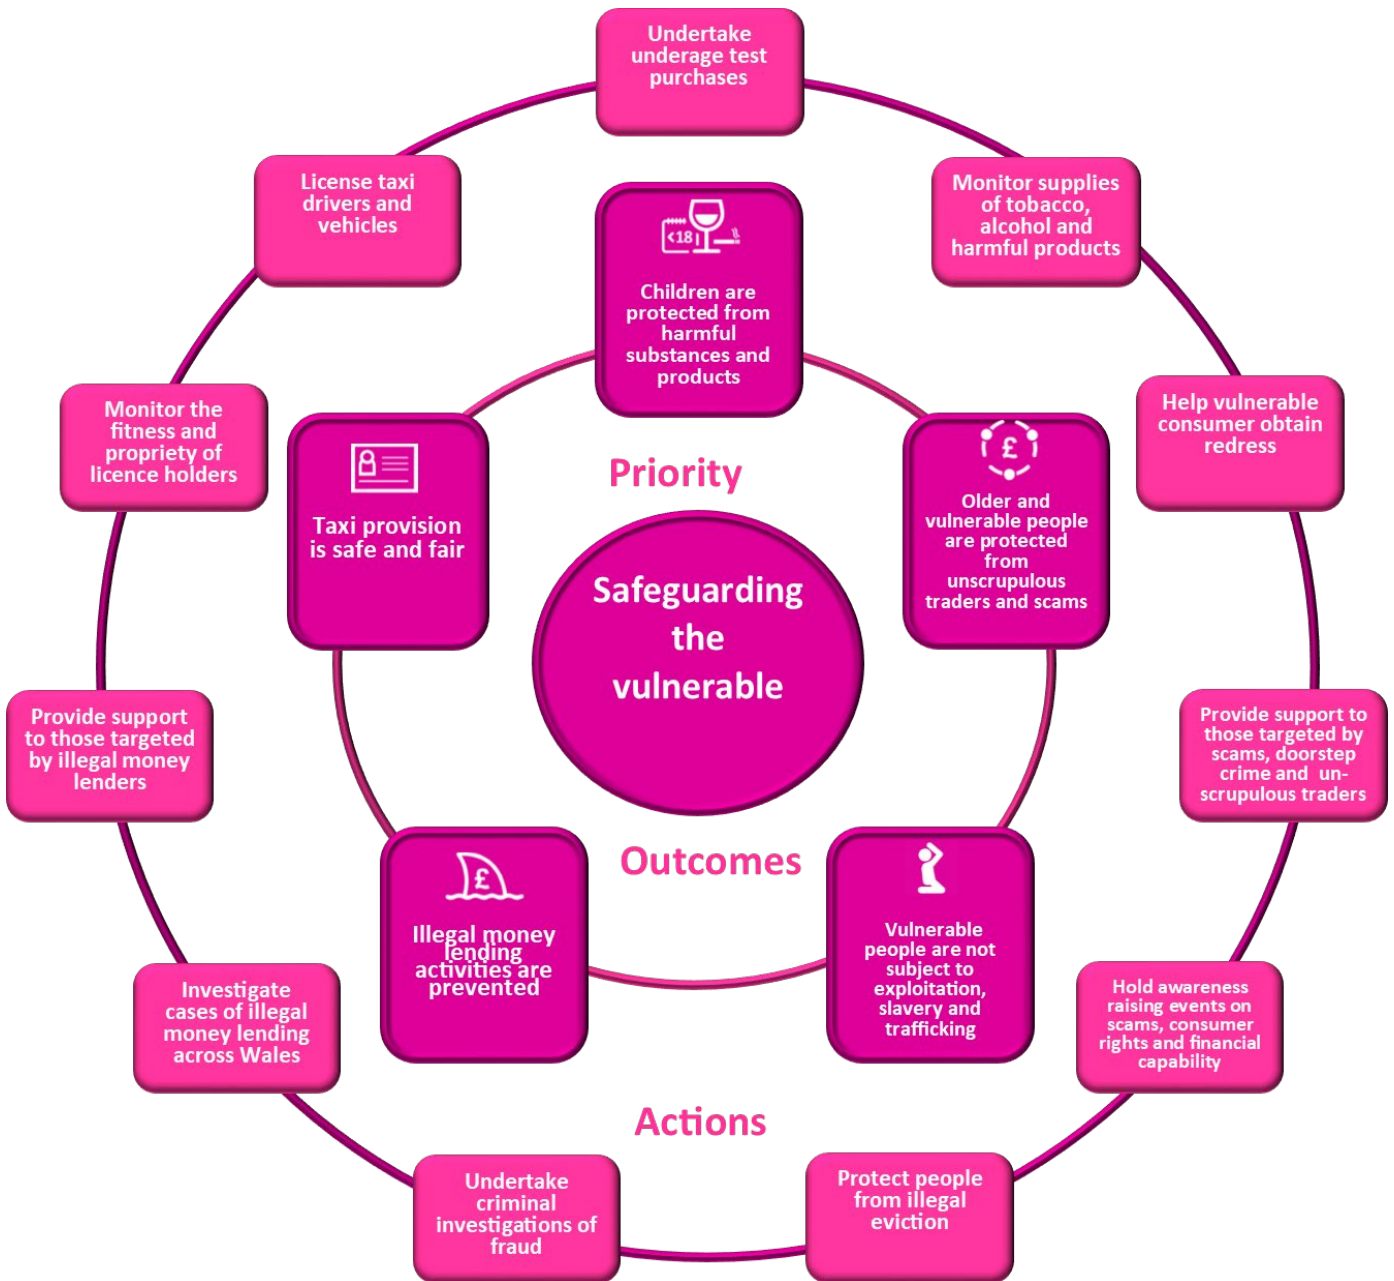 Undertake
underage test
purchases
License taxi
drivers and
vehicles
Monitor supplies
of tobacco,
alcohol and
harmful products
<18
Children are
protected from
harmful
substances and
products
Monitor the
fitness and
propriety of
licence holders
Help vulnerable
consumer obtain
redress
Taxi provision
is safe and fair
Priority
£
Older and
vulnerable people
are protected
from
unscrupulous
traders and scams
Safeguarding
the
vulnerable
Provide support
to those targeted
by illegal money
lenders
Provide support to
those targeted by
scams, doorstep
crime and un-
scrupulous traders
Outcomes
£
Illegal money
lending
activities are
prevented
Vulnerable
people are not
subject to
exploitation,
slavery and
trafficking
Investigate
cases of illegal
money lending
across Wales
Hold awareness
raising events on
scams, consumer
rights and financial
capability
Actions
Undertake
criminal
investigations of
fraud
Protect people
from illegal
eviction